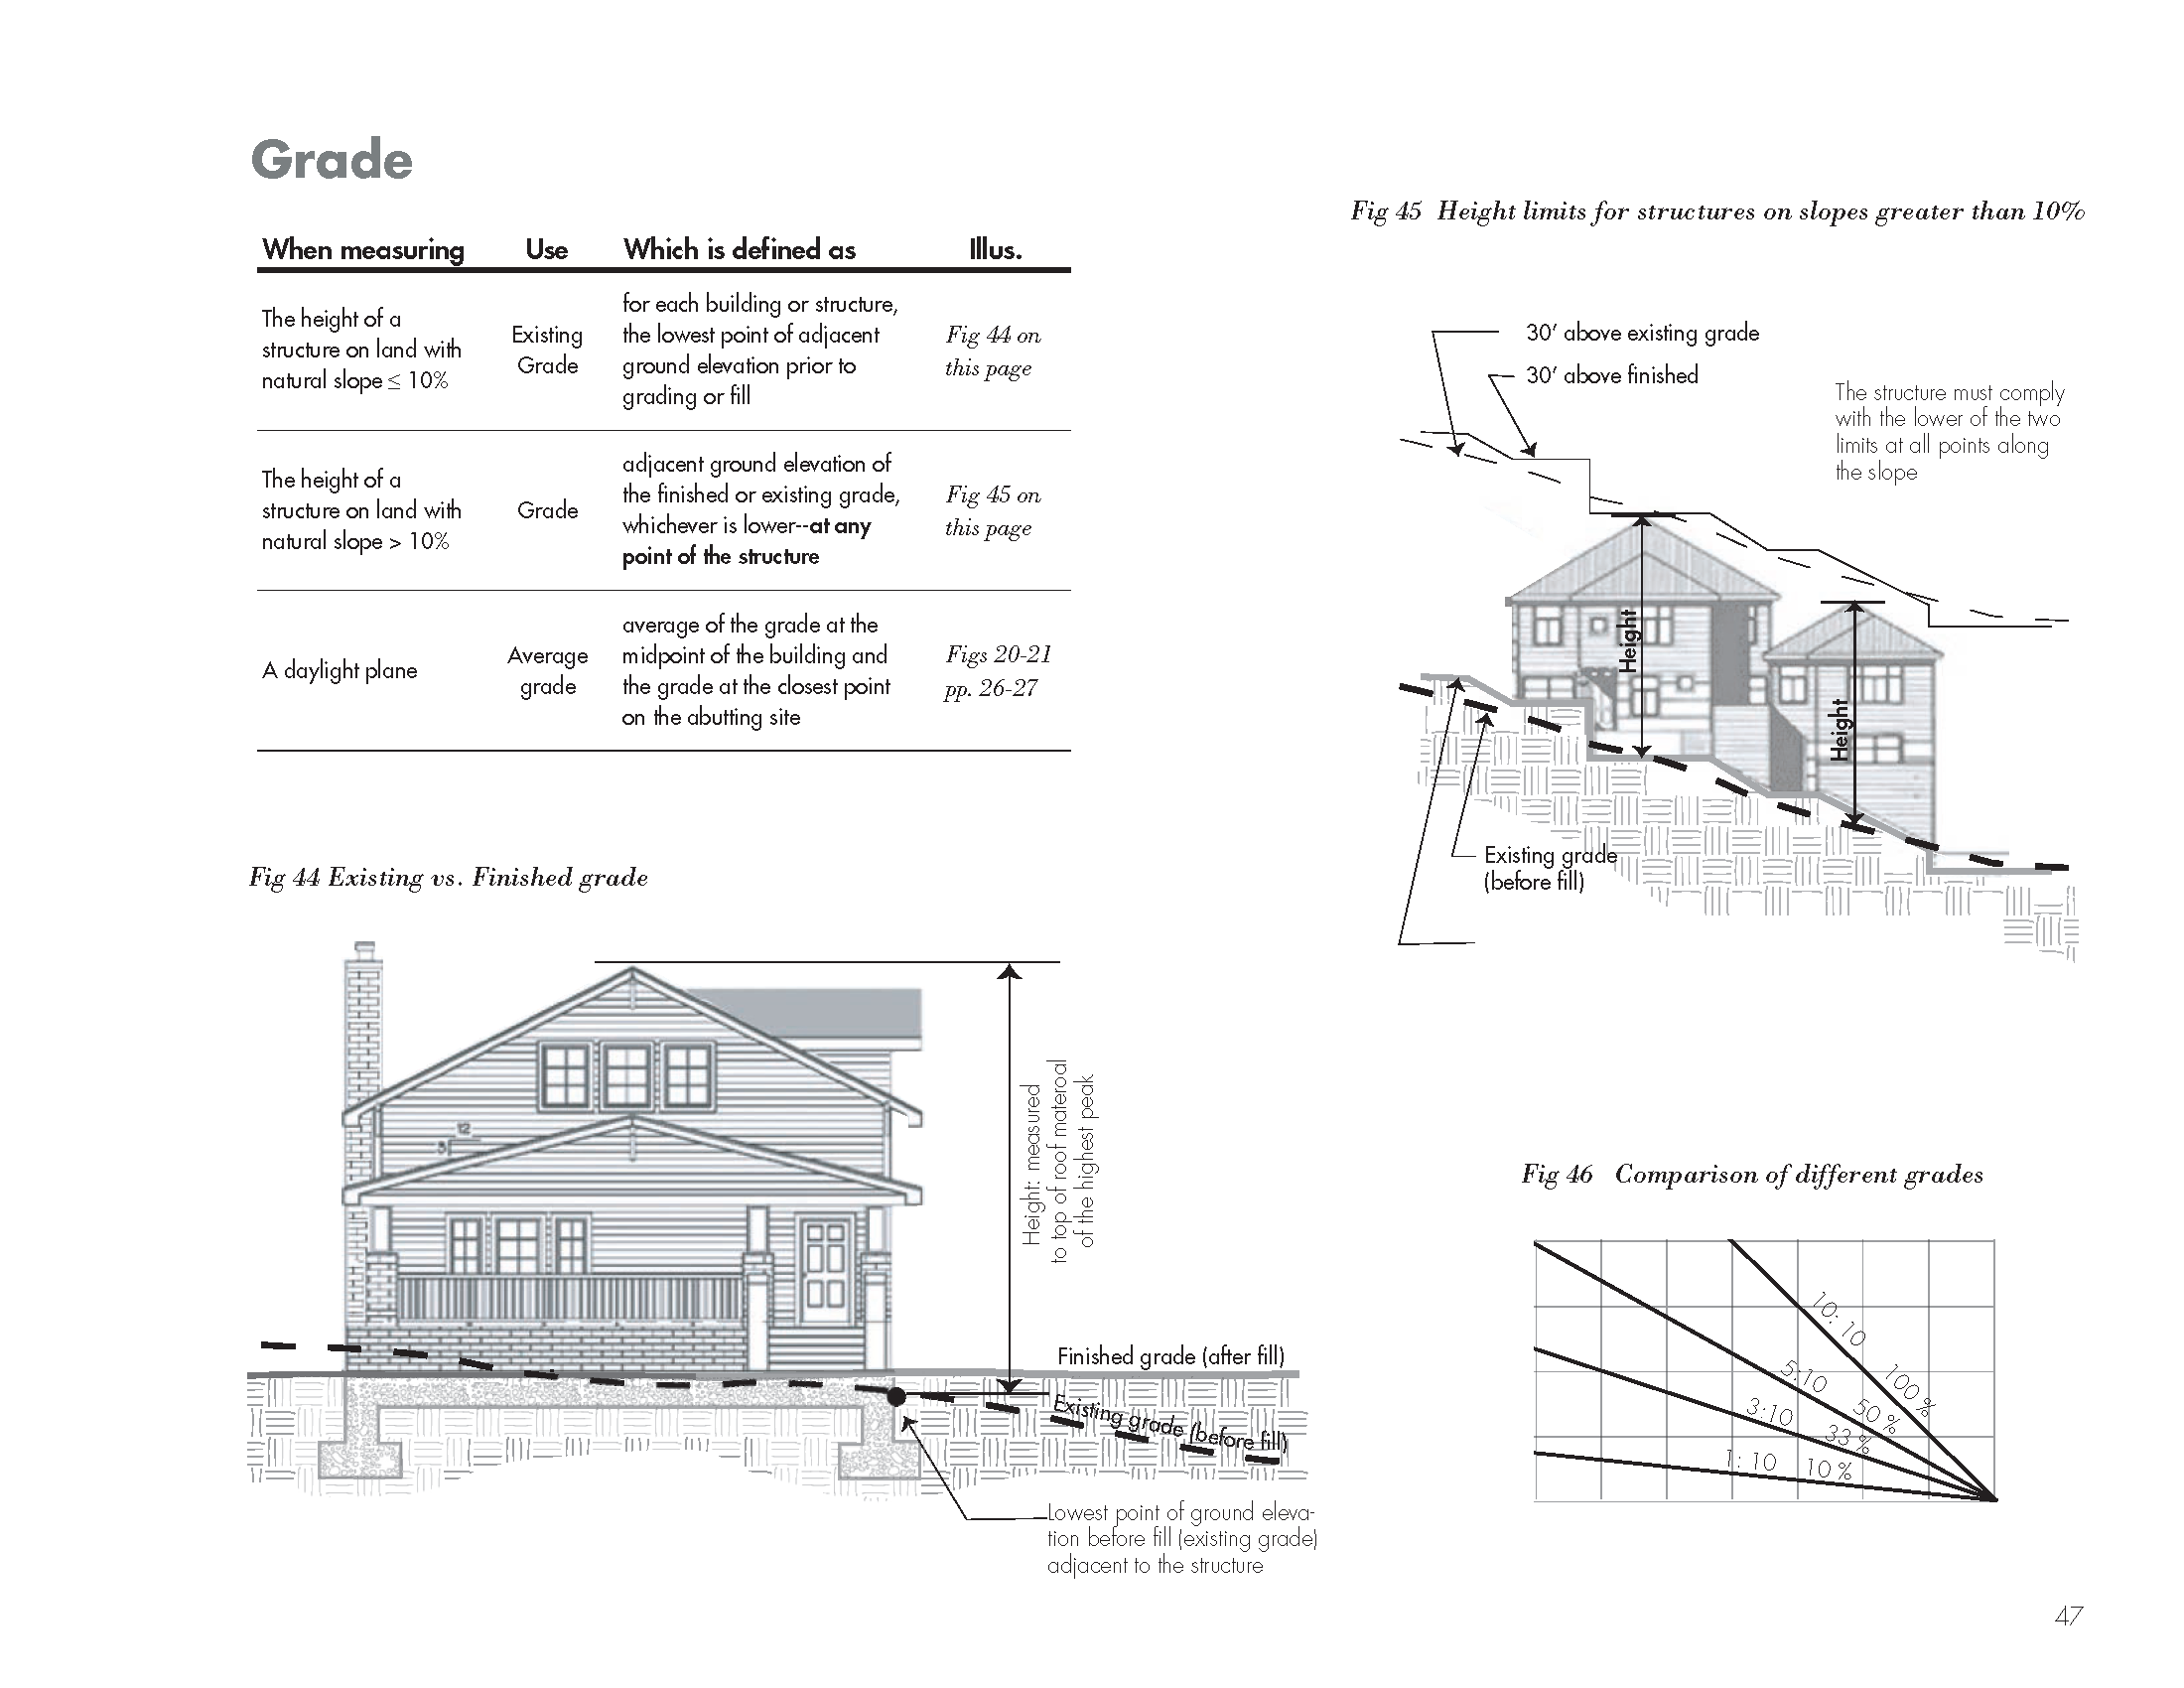 Grade
When measuring Use Which is defined as Illus.
The height of a
structure on land with
natural slope ≤ 10%
Existing
Grade
for each building or structure,
the lowest point of adjacent
ground elevation prior to
grading or fill
Fig 44 on
this page
The height of a
structure on land with
natural slope > 10%
Grade
adjacent ground elevation of
the finished or existing grade,
whichever is lower--at any
point of the structure
Fig 45 on
this page
A daylight plane
Average
grade
average of the grade at the
midpoint of the building and
the grade at the closest point
on the abutting site
Figs 20-21
pp. 26-27
Fig 44 Existing vs. Finished grade
12
Height: measured
to top of roof materoal
of the highest peak
Finished grade (after fill)
Existing grade (before fill)
Lowest point of ground eleva-
tion before fill (existing grade)
adjacent to the structure
Fig 45 Height limits for structures on slopes greater than 10%
30' above existing grade
30' above finished
The structure must comply
with the lower of the two
limits at all points along
the slope
Height
Height
Existing grade
(before fill)
Fig 46 Comparison of different grades
10:10 100%
5:10 50%
3:10 33%
1:10 10%
47